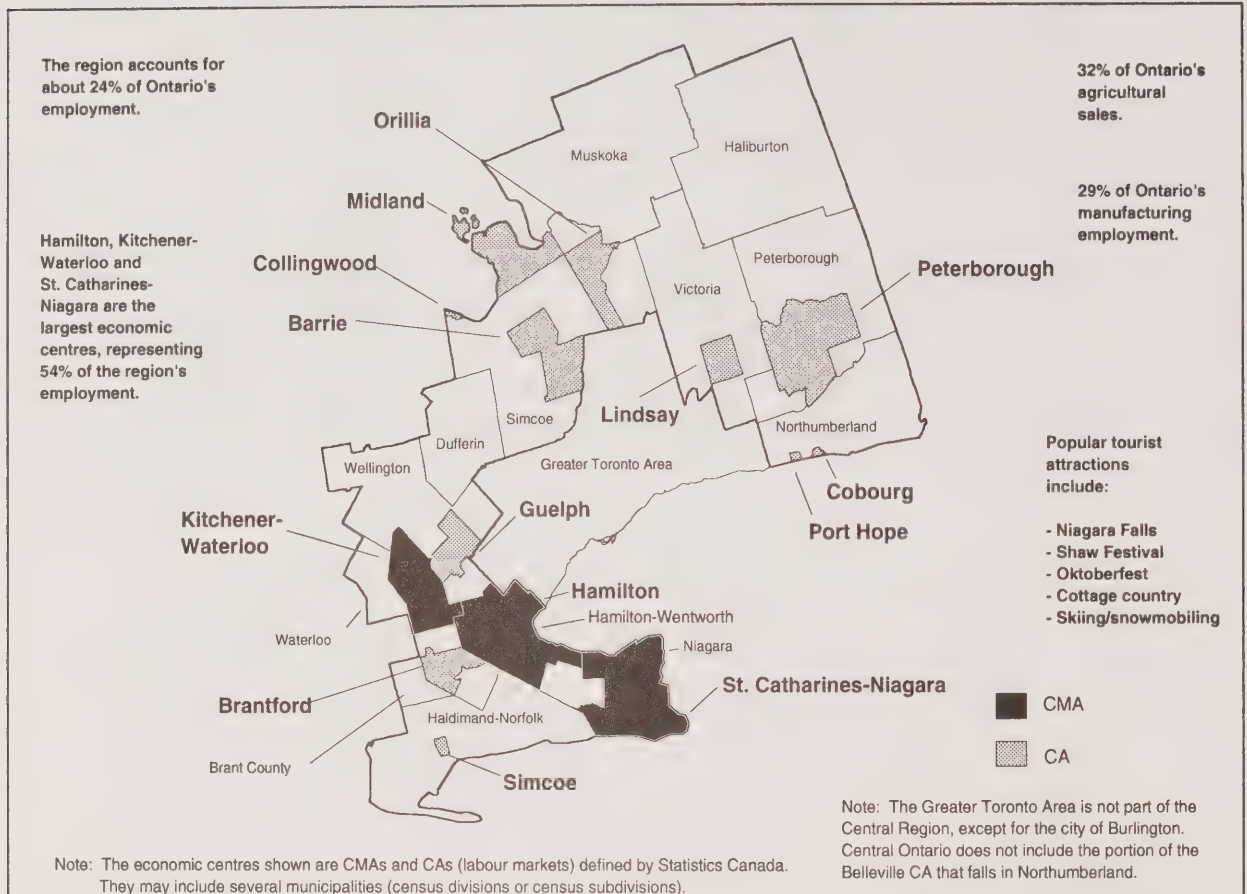 The region accounts for
about 24% of Ontario's
employment.
32% of Ontario's
agricultural
sales.
Orillia
Muskoka
Haliburton
29% of Ontario's
manufacturing
employment.
Midland
Hamilton, Kitchener-
Waterloo and
St. Catharines-
Niagara are the
largest economic
centres, representing
54% of the region's
employment.
Collingwood
Peterborough
Peterborough
Victoria
Barrie
Lindsay
Simcoe
Northumberland
Dufferin
Greater Toronto Area
Wellington
Popular tourist
attractions
include:
- Niagara Falls
- Shaw Festival
- Oktoberfest
- Cottage country
- Skiing/snowmobiling
Cobourg
Port Hope
Guelph
Kitchener-
Waterloo
Hamilton
Hamilton-Wentworth
Waterloo
Niagara
St. Catharines-Niagara
Brantford
Haldimand-Norfolk
Brant County
Simcoe
CMA
CA
Note: The Greater Toronto Area is not part of the
Central Region, except for the city of Burlington.
Central Ontario does not include the portion of the
Belleville CA that falls in Northumberland.
Note: The economic centres shown are CMAs and CAs (labour markets) defined by Statistics Canada.
They may include several municipalities (census divisions or census subdivisions).